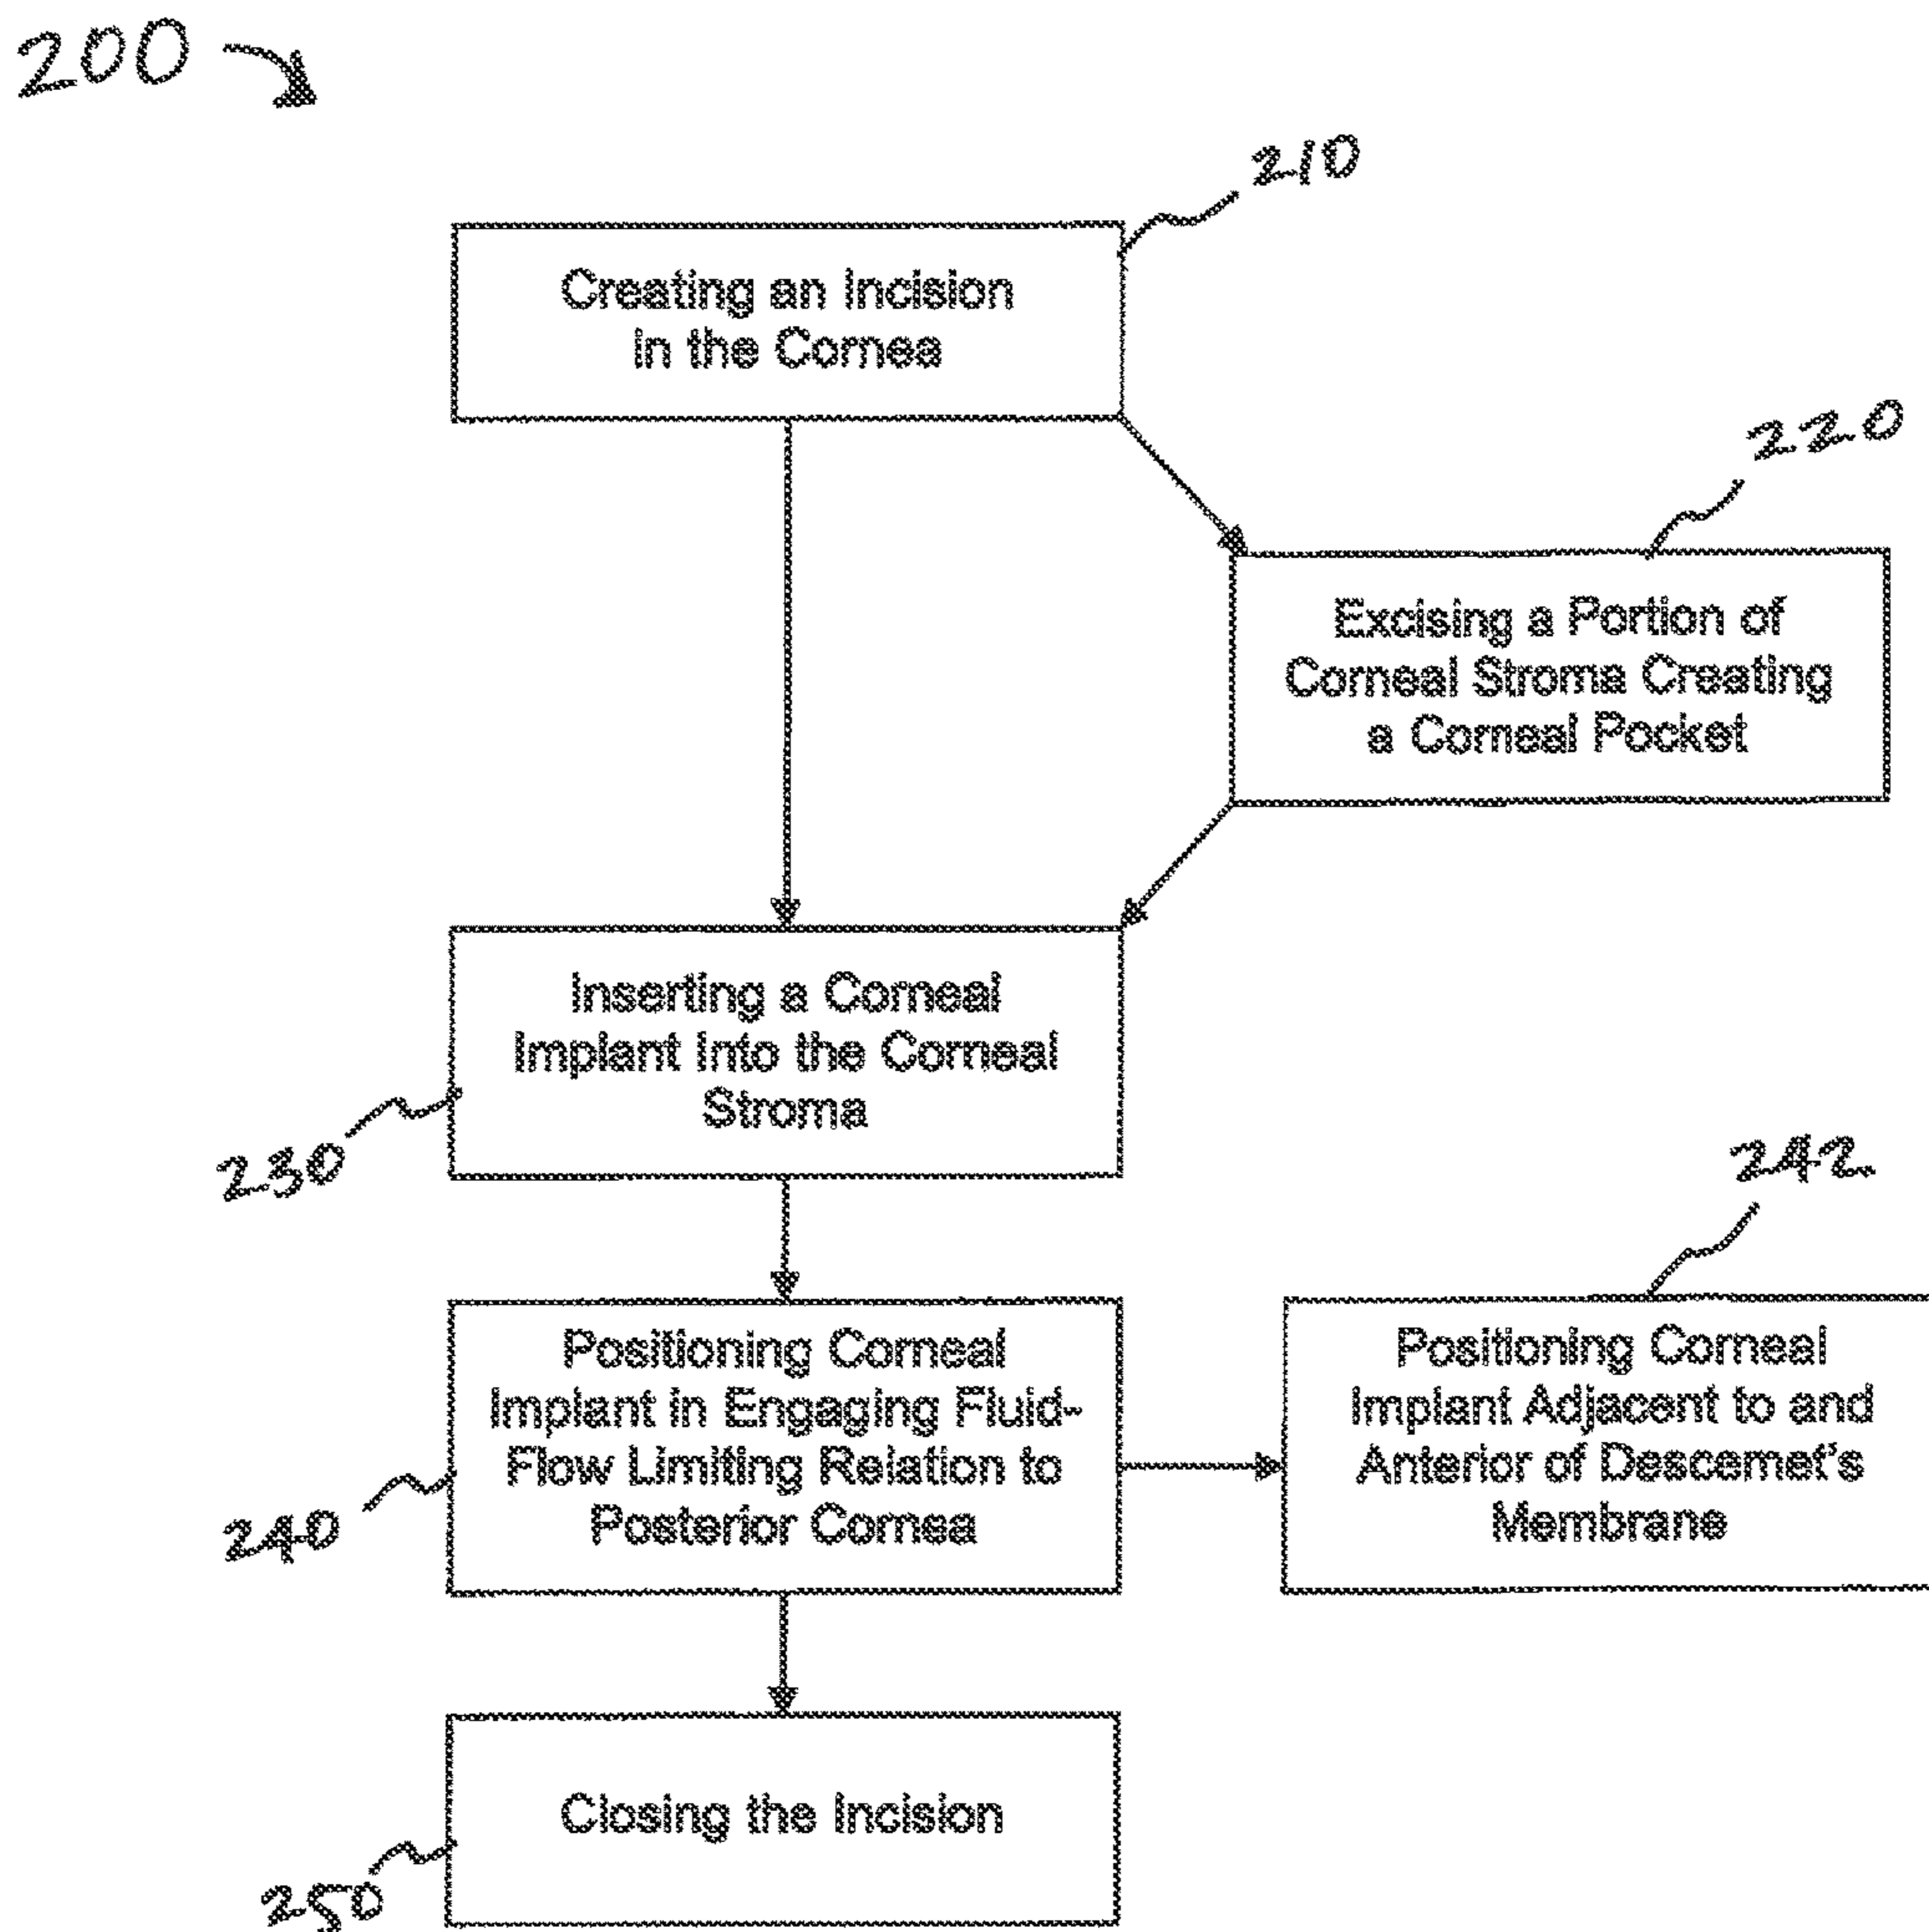 200
210
Creating an Incision
in the Cornea
220
Excising a Portion of
Corneal Stroma Creating
a Corneal Pocket
Inserting a Corneal
Implant Into the Corneal
Stroma
230
242
Positioning Corneal
Implant in Engaging Fluid-
Flow Limiting Relation to
Posterior Cornea
240
Positioning Corneal
Implant Adjacent to and
Anterior of Descemet's
Membrane
Closing the Incision
250